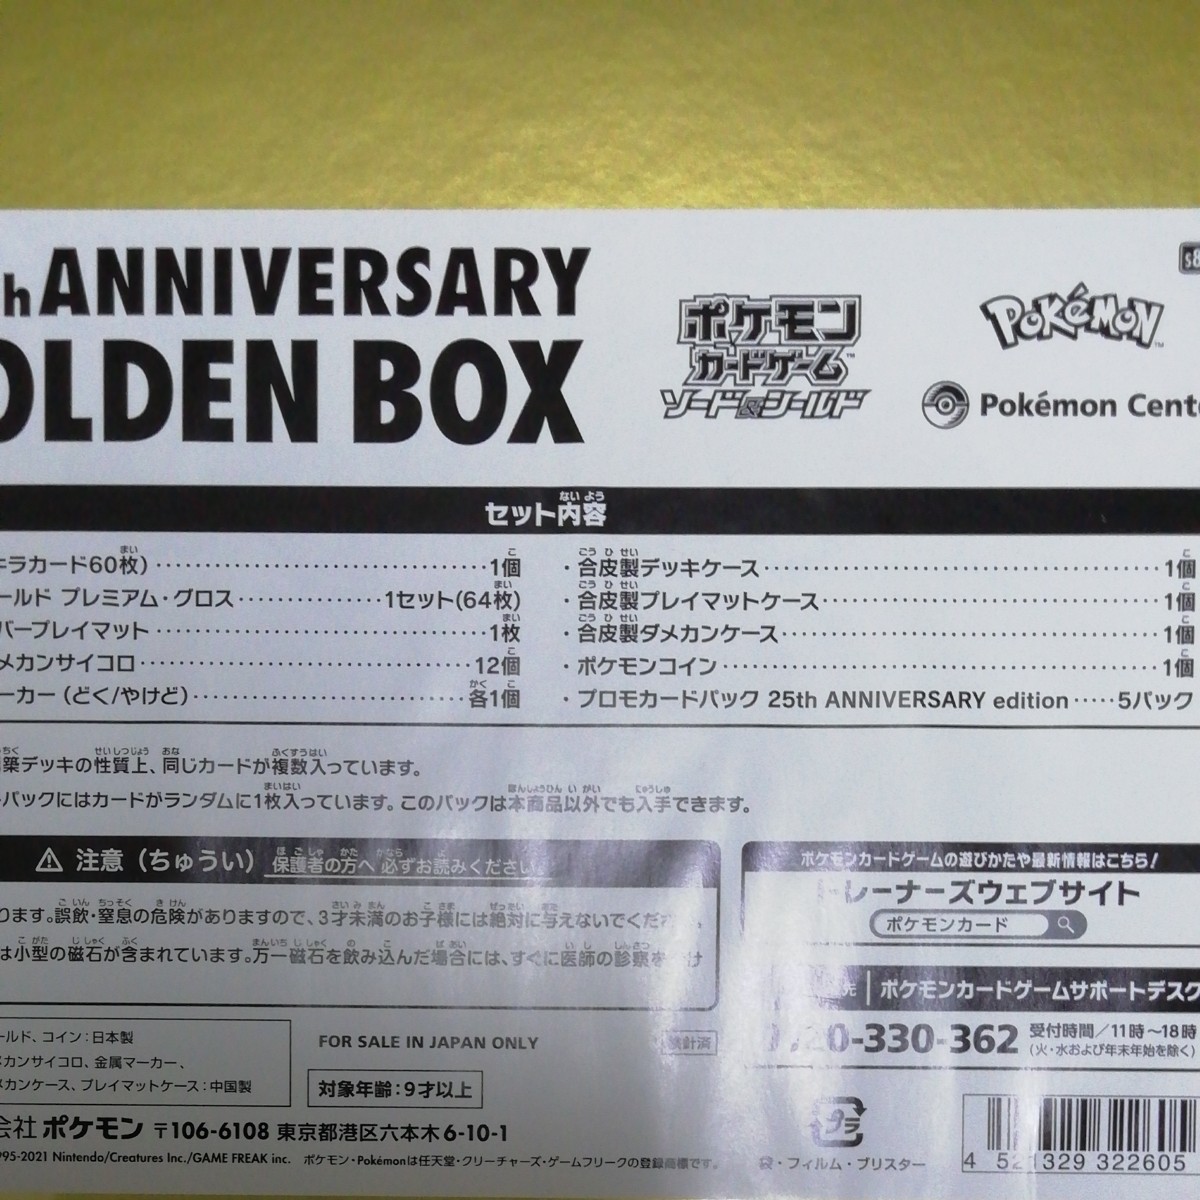 th ANNIVERSARY
OLDEN BOX
ポケモン
カードゲーム™
ソード&シールド
POKéMON™
Pokémon Cent
S8
セット内容
キラカード60枚)……1個
ールド プレミアム・グロス……1セット(64枚)
バープレイマット……1枚
メカンサイコロ……12個
ーカー(どく/やけど)……各1個
・合皮製デッキケース……1個
・合皮製プレイマットケース……1個
・合皮製ダメカンケース……1個
・ポケモンコイン……1個
・プロモカードパック 25th ANNIVERSARY edition……5パック
築デッキの性質上、同じカードが複数入っています。
パックにはカードがランダムに1枚入っています。このパックは本商品以外でも入手できます。
⚠ 注意(ちゅうい) 保護者の方へ 必ずお読みください。
ります。誤飲・窒息の危険がありますので、3才未満のお子様には絶対に与えないでください。
は小型の磁石が含まれています。万一磁石を飲み込んだ場合には、すぐに医師の診察を受け
ポケモンカードゲームの遊びかたや最新情報はこちら!
トレーナーズウェブサイト
ポケモンカード
先 ポケモンカードゲームサポートデスク
20-330-362 受付時間/11時~18時
(火・水および年末年始を除く)
ールド、コイン:日本製
メカンサイコロ、金属マーカー、
メカンケース、プレイマットケース:中国製
FOR SALE IN JAPAN ONLY
検針済
対象年齢:9才以上
会社 ポケモン 〒106-6108 東京都港区六本木6-10-1
995-2021 Nintendo/Creatures Inc./GAME FREAK inc. ポケモン・Pokémonは任天堂・クリーチャーズ・ゲームフリークの登録商標です。
プラ
袋・フィルム・ブリスター
4 521329 322605